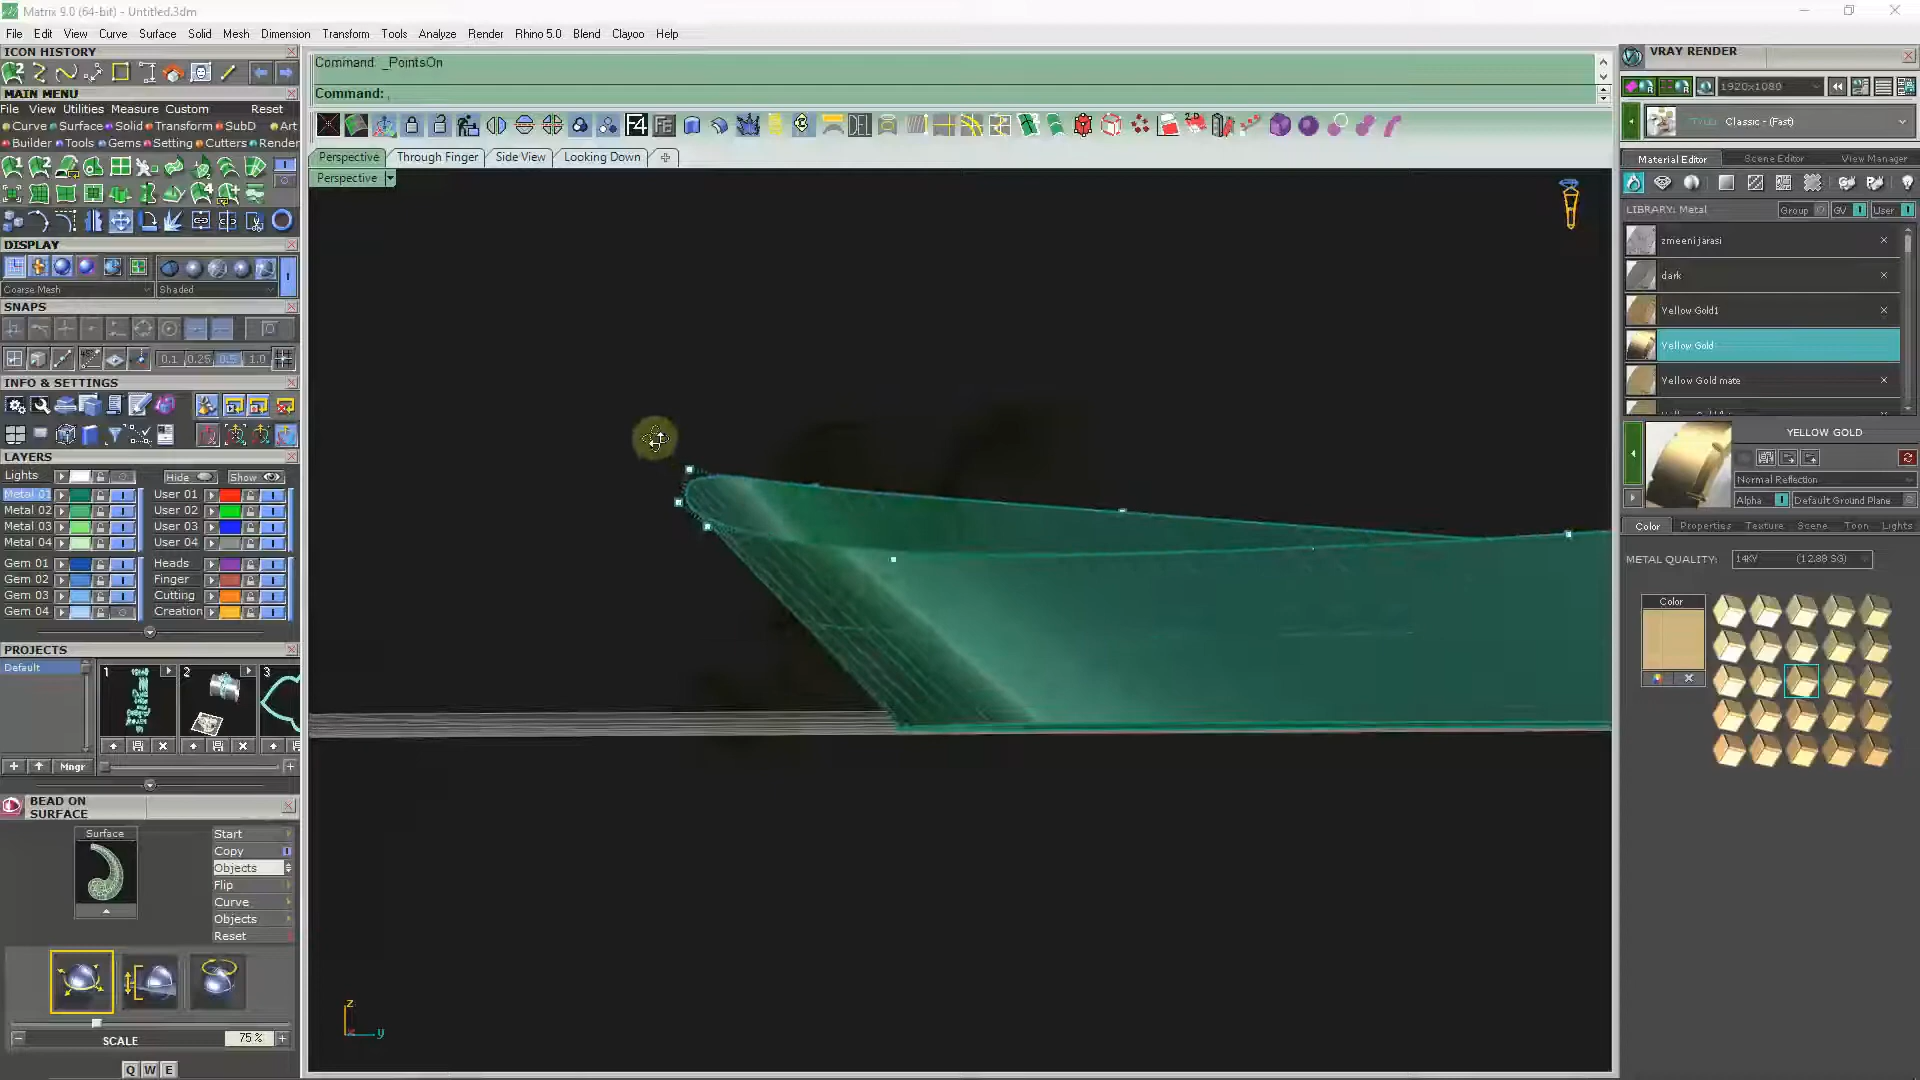 Matrix 9.0 (64-bit) - Untitled.3dm
File Edit View Curve Surface Solid Mesh Dimension Transform Tools Analyze Render Rhino 5.0 Blend Clayoo Help
ICON HISTORY
MAIN MENU
File View Utilities Measure Custom Reset
Curve Surface Solid Transform SubD Art
Builder Tools Gems Setting Cutters Render
DISPLAY
Coarse Mesh Shaded
SNAPS
0.1 0.25 0.5 1.0
INFO & SETTINGS
LAYERS
Lights Hide Show
Metal 01 User 01
Metal 02 User 02
Metal 03 User 03
Metal 04 User 04
Gem 01 Heads
Gem 02 Finger
Gem 03 Cutting
Gem 04 Creation
PROJECTS
Default
1 2 3
Mngr
BEAD ON
SURFACE
Surface
Start
Copy
Objects
Flip
Curve
Objects
Reset
SCALE 75 %
Q W E
Command: _PointsOn
Command:
F4
Perspective Through Finger Side View Looking Down
Perspective
z
y
VRAY RENDER
1920x1080
Classic - (Fast)
Material Editor Scene Editor View Manager
LIBRARY: Metal Group GV User
zmeeni jarasi
dark
Yellow Gold1
Yellow Gold
Yellow Gold mate
YELLOW GOLD
Normal Reflection
Alpha Default Ground Plane
Color Properties Texture Scene Toon Lights
METAL QUALITY: 14KY (12.88 SG)
Color